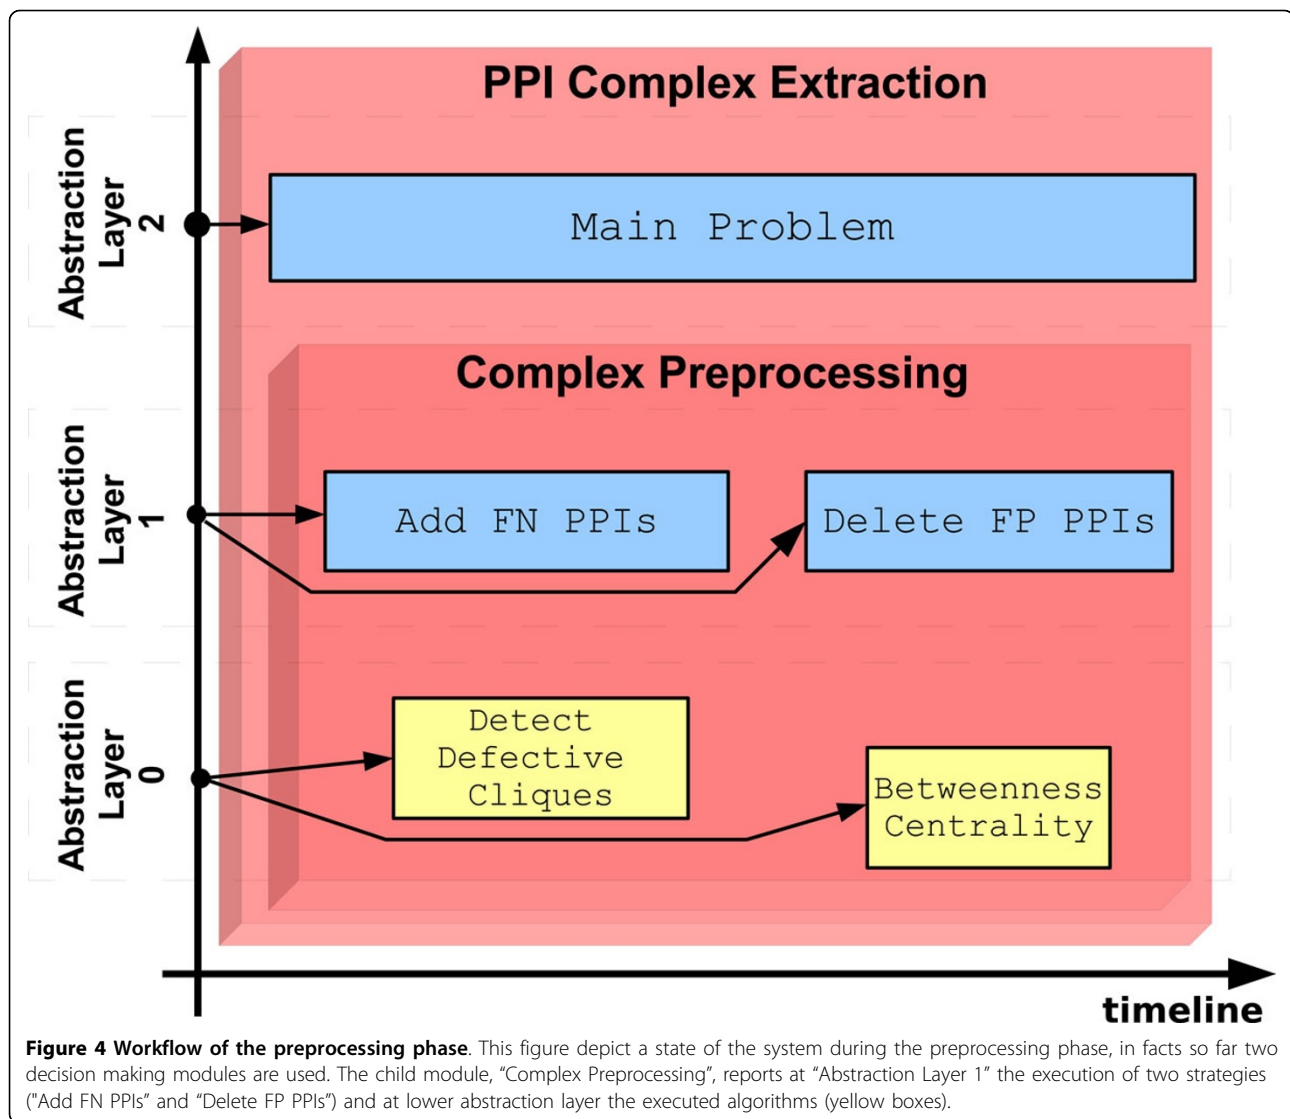 PPI Complex Extraction
Abstraction
Layer
2
Main Problem
Complex Preprocessing
Abstraction
Layer
1
Add FN PPIs
Delete FP PPIs
Abstraction
Layer
0
Detect
Defective
Cliques
Betweenness
Centrality
timeline
Figure 4 Workflow of the preprocessing phase. This figure depict a state of the system during the preprocessing phase, in facts so far two
decision making modules are used. The child module, “Complex Preprocessing”, reports at “Abstraction Layer 1” the execution of two strategies
("Add FN PPIs” and “Delete FP PPIs”) and at lower abstraction layer the executed algorithms (yellow boxes).